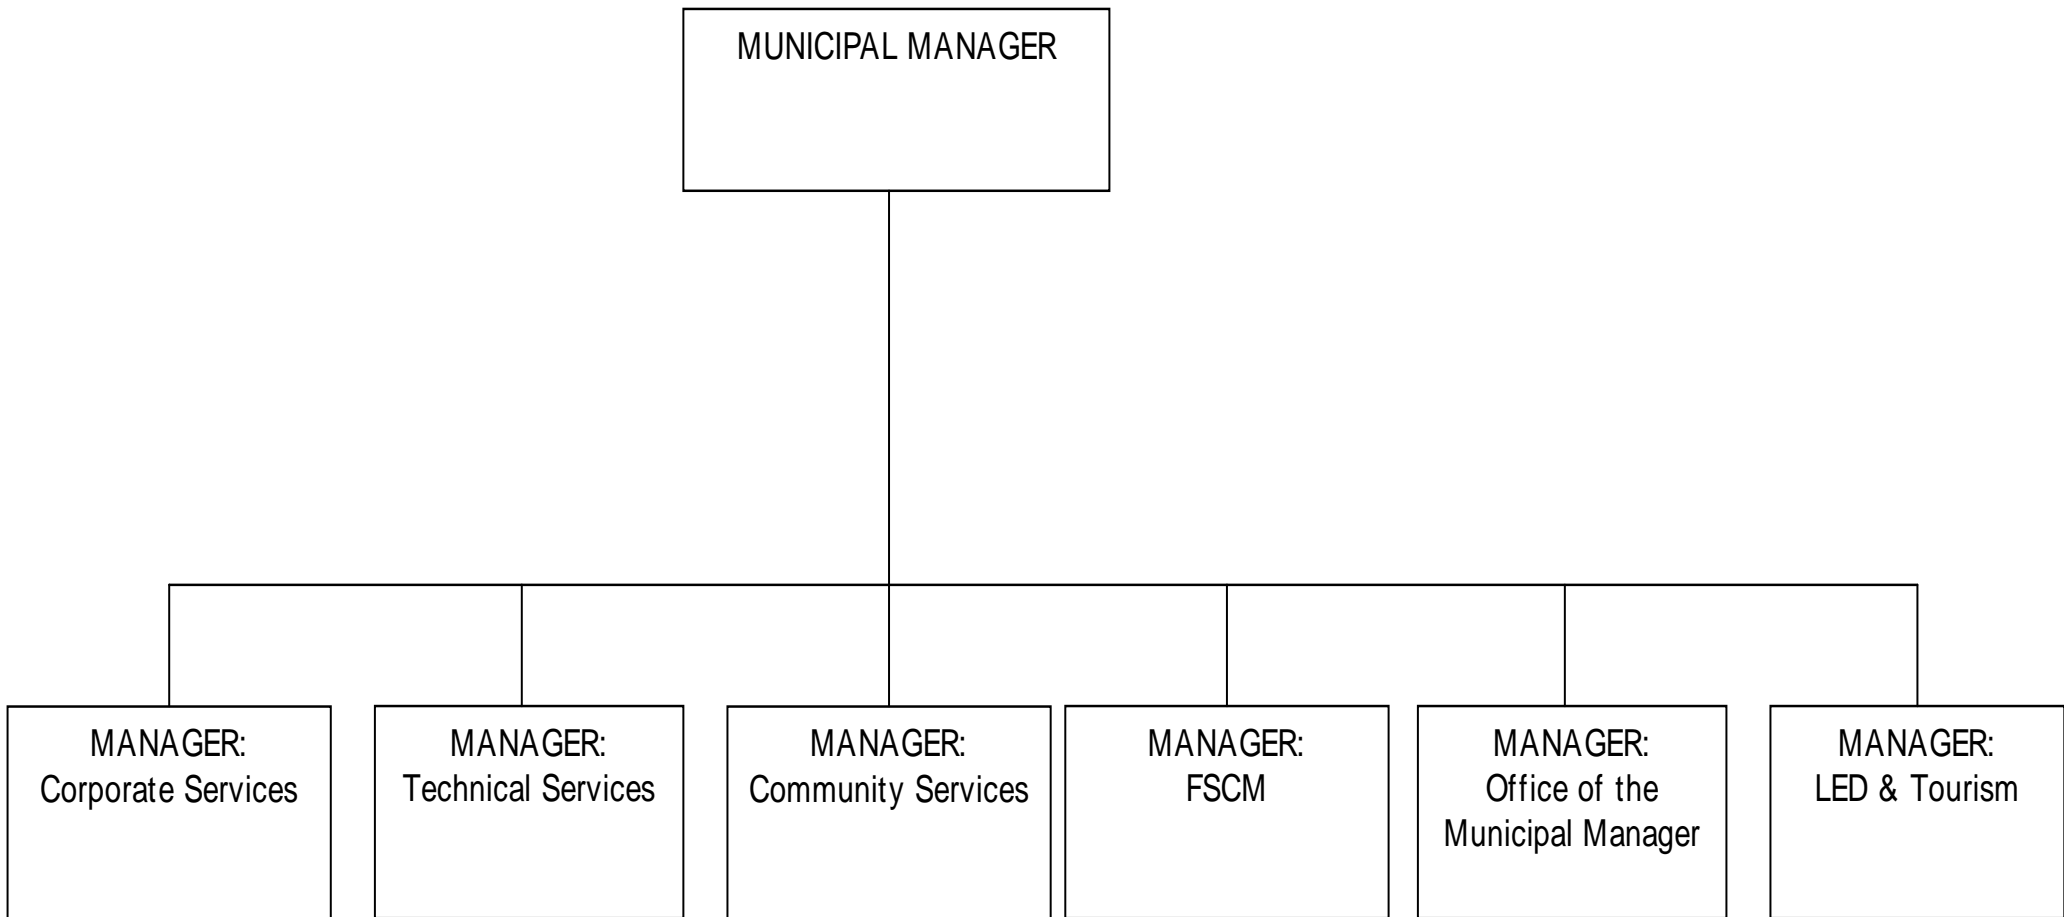 MUNICIPAL MANAGER
MANAGER:
Corporate Services
MANAGER:
Technical Services
MANAGER:
Community Services
MANAGER:
FSCM
MANAGER:
Office of the
Municipal Manager
MANAGER:
LED & Tourism